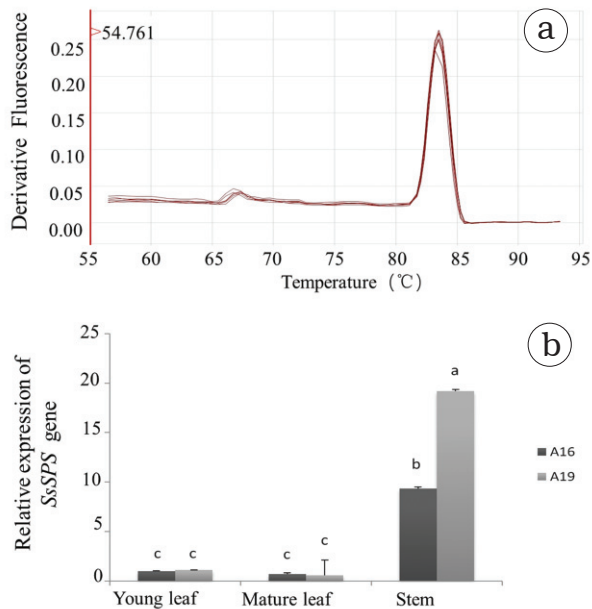 54.761
a
Derivative Fluorescence
0.25
0.20
0.15
0.10
0.05
0.00
55 60 65 70 75 80 85 90 95
Temperature (℃)
b
Relative expression of
SsSPS gene
25
20
15
10
5
0
c c c c b a
A16
A19
Young leaf Mature leaf Stem